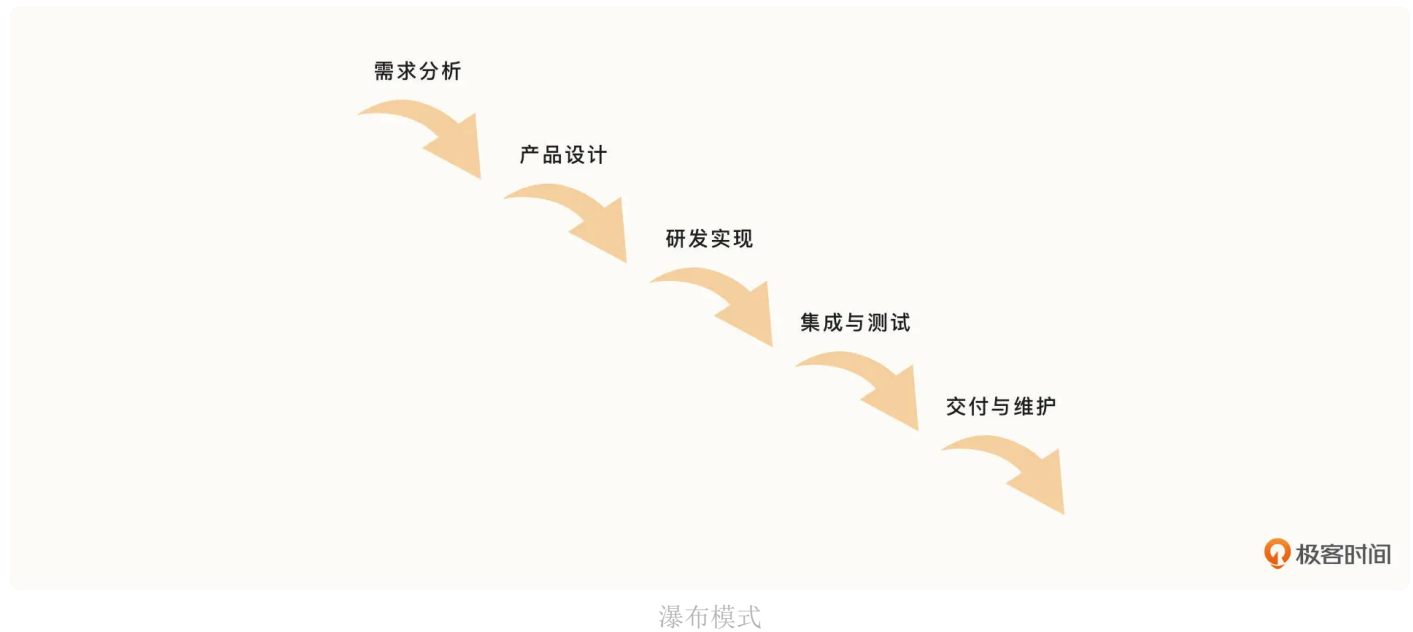 需求分析
产品设计
研发实现
集成与测试
交付与维护
极客时间
瀑布模式